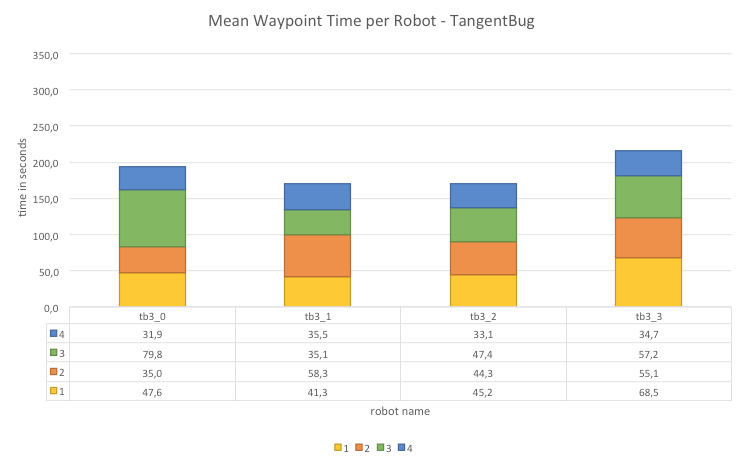 Mean Waypoint Time per Robot - TangentBug
350,0
300,0
250,0
200,0
150,0
100,0
50,0
0,0
time in seconds
tb3_0 tb3_1 tb3_2 tb3_3
4 31,9 35,5 33,1 34,7
3 79,8 35,1 47,4 57,2
2 35,0 58,3 44,3 55,1
1 47,6 41,3 45,2 68,5
robot name
1 2 3 4